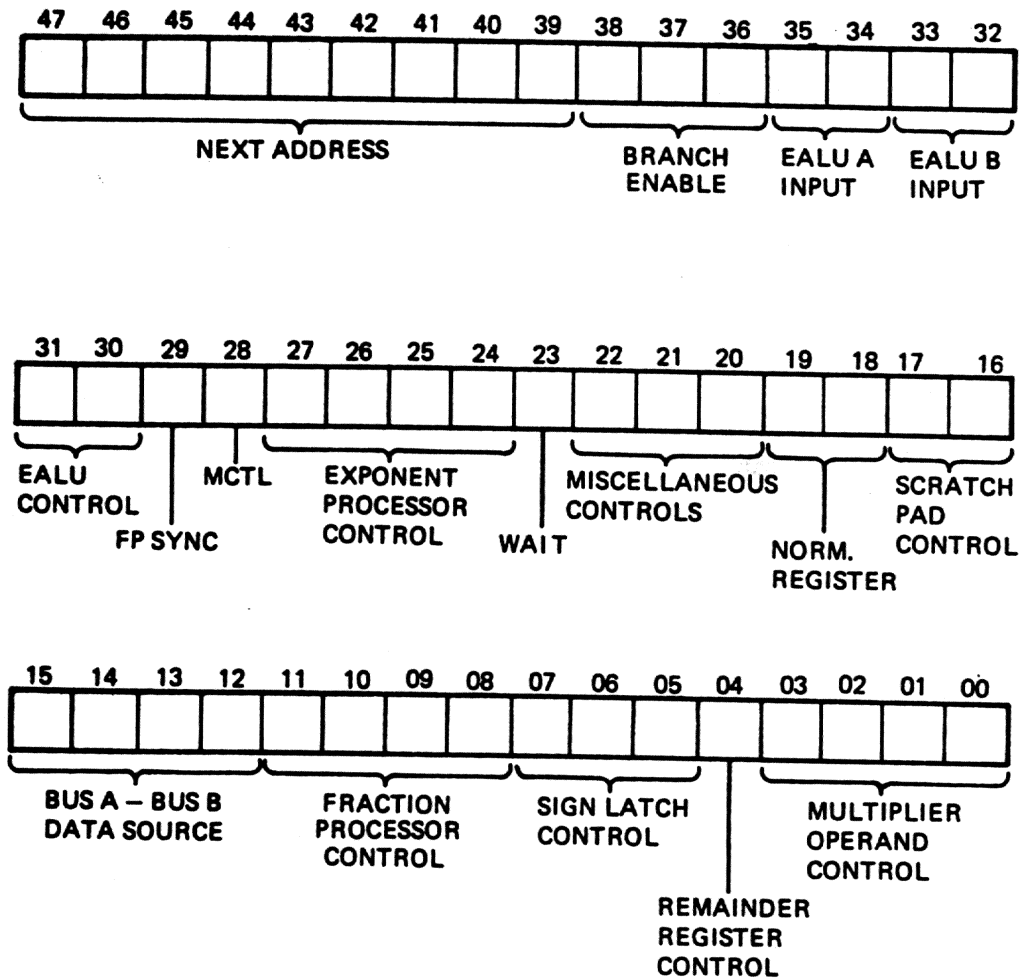 47 46 45 44 43 42 41 40 39 38 37 36 35 34 33 32
NEXT ADDRESS
BRANCH
ENABLE
EALU A
INPUT
EALU B
INPUT
31 30 29 28 27 26 25 24 23 22 21 20 19 18 17 16
EALU
CONTROL
FP SYNC
MCTL
EXPONENT
PROCESSOR
CONTROL
WAIT
MISCELLANEOUS
CONTROLS
NORM.
REGISTER
SCRATCH
PAD
CONTROL
15 14 13 12 11 10 09 08 07 06 05 04 03 02 01 00
BUS A – BUS B
DATA SOURCE
FRACTION
PROCESSOR
CONTROL
SIGN LATCH
CONTROL
REMAINDER
REGISTER
CONTROL
MULTIPLIER
OPERAND
CONTROL